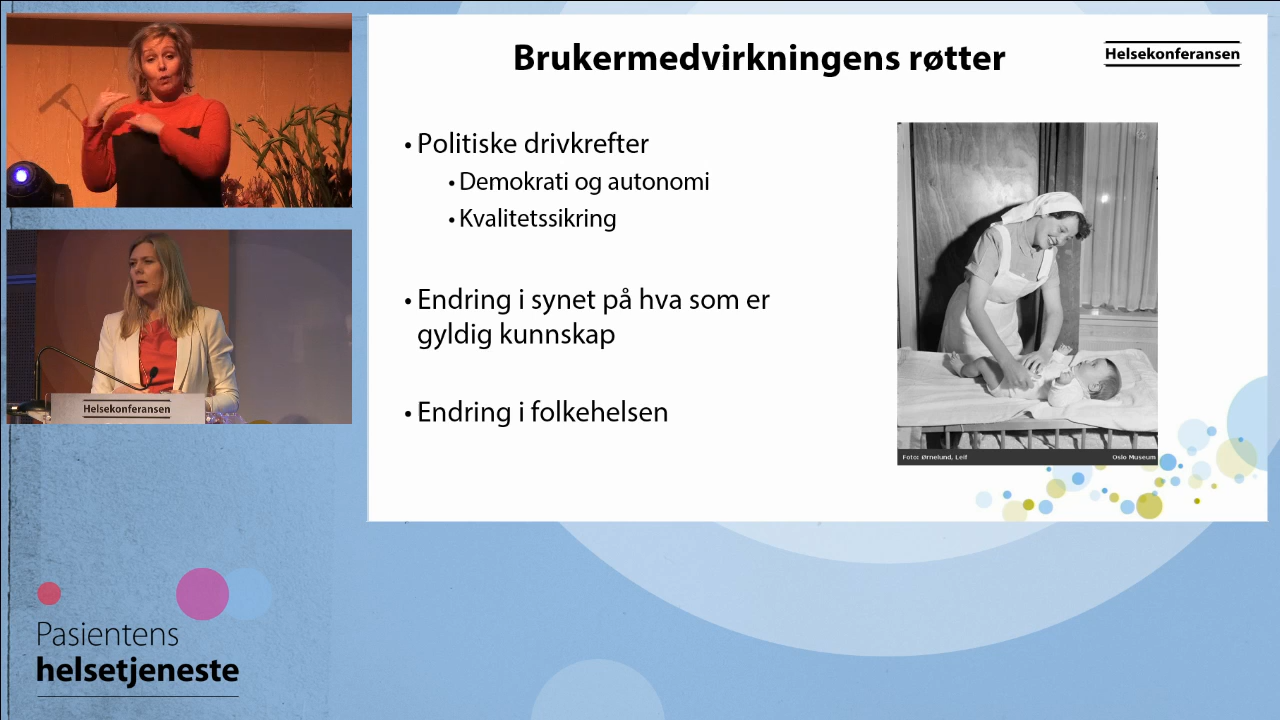 Brukermedvirkningens røtter
Helsekonferansen
• Politiske drivkrefter
• Demokrati og autonomi
• Kvalitetssikring
• Endring i synet på hva som er
gyldig kunnskap
• Endring i folkehelsen
Foto: Ørnelund, Leif
Oslo Museum
Helsekonferansen
Pasientens
helsetjeneste